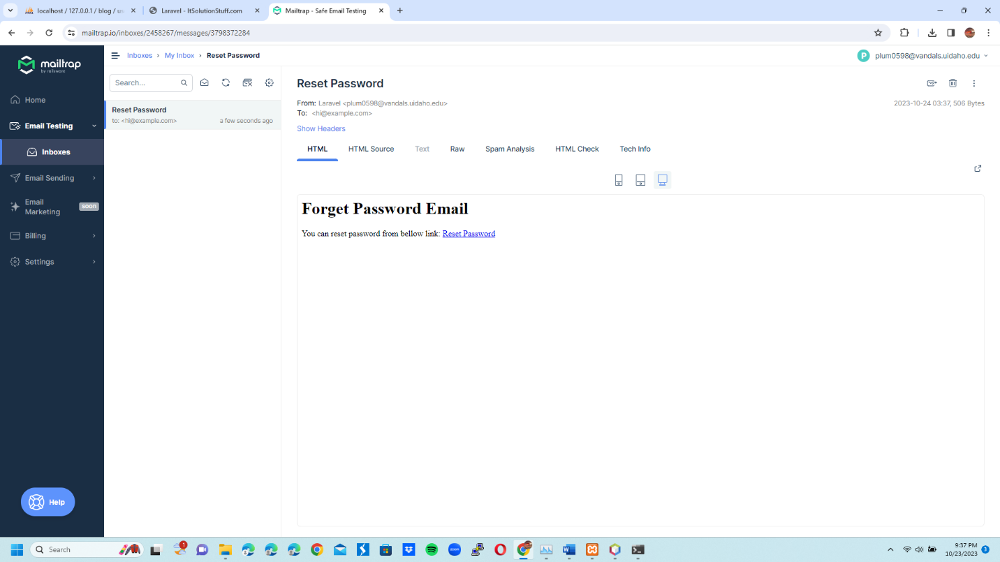 localhost / 127.0.0.1 / blog / us
Laravel - ItSolutionStuff.com
Mailtrap - Safe Email Testing
mailtrap.io/inboxes/2458267/messages/3798372284
mailtrap
by railsware
Home
Email Testing
Inboxes
Email Sending
Email
Marketing
soon
Billing
Settings
Help
Inboxes › My Inbox › Reset Password
P plum0598@vandals.uidaho.edu
Search...
Reset Password
to: <hi@example.com> a few seconds ago
Reset Password
From: Laravel <plum0598@vandals.uidaho.edu>
2023-10-24 03:37, 506 Bytes
To: <hi@example.com>
Show Headers
HTML HTML Source Text Raw Spam Analysis HTML Check Tech Info
Forget Password Email
You can reset password from bellow link: Reset Password
Search
1
zoom
9:37 PM
10/23/2023
3